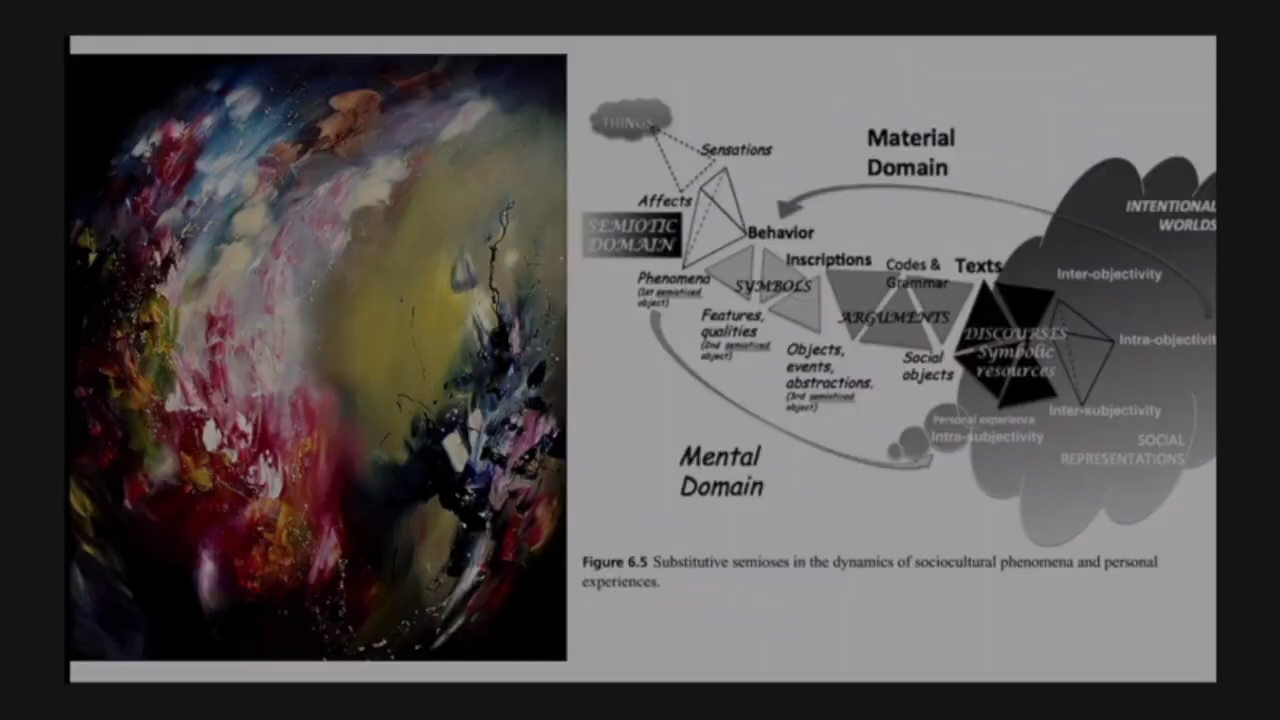 THINGS
Sensations
Material
Domain
INTENTIONAL
WORLDS
Affects
SEMIOTIC
DOMAIN
Behavior
Inscriptions
Codes &
Grammar
Texts
Inter-objectivity
Phenomena
(1st semiotized
object)
SYMBOLS
Features,
qualities
(2nd semiotized
object)
ARGUMENTS
DISCOURSES
Symbolic
resources
Intra-objectivit
Objects,
events,
abstractions.
(3rd semiotized
object)
Social
objects
Inter-subjectivity
Personal experience
Intra-subjectivity
SOCIAL
REPRESENTATIONS
Mental
Domain
Figure 6.5 Substitutive semioses in the dynamics of sociocultural phenomena and personal
experiences.